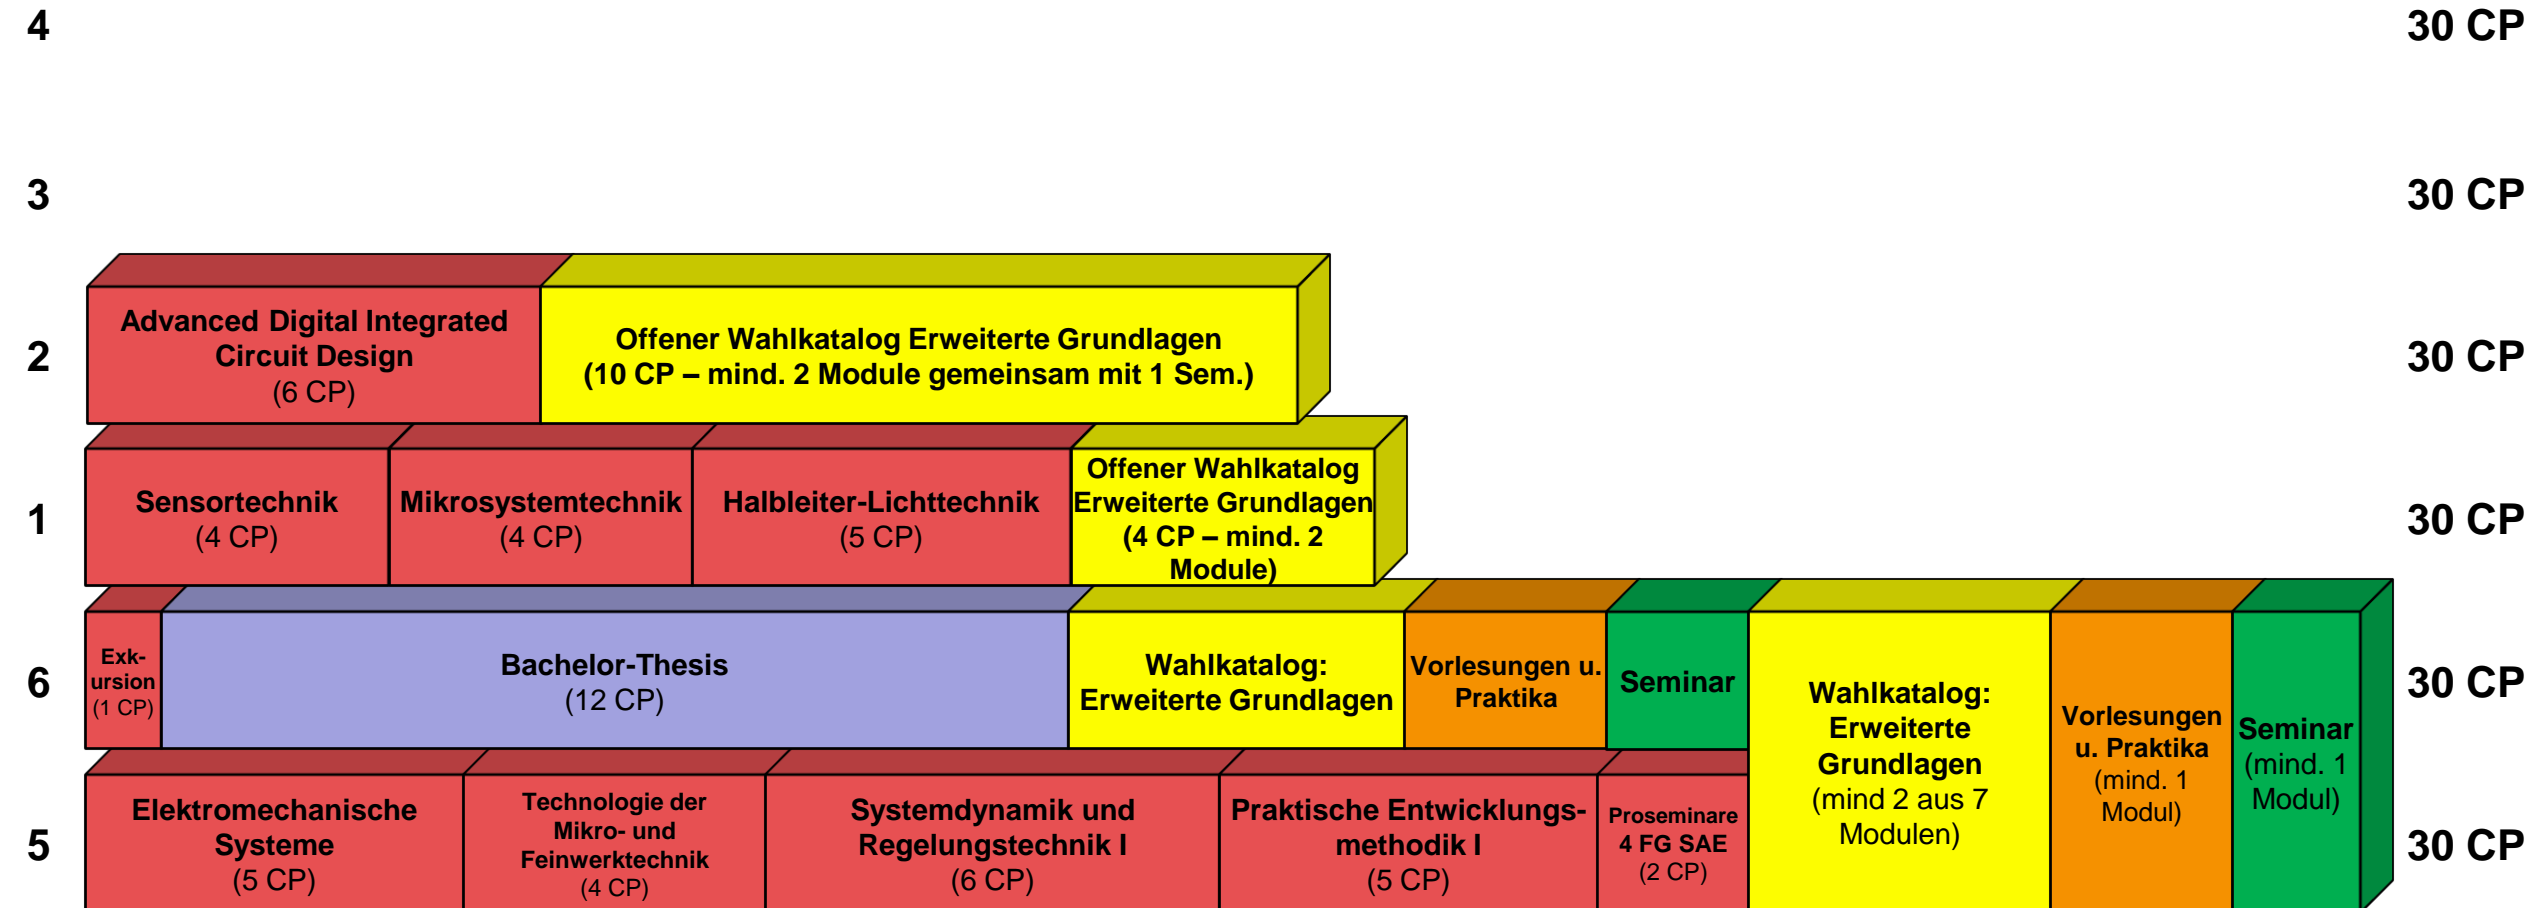 4
30 CP
3
30 CP
2
Advanced Digital Integrated
Circuit Design
(6 CP)
Offener Wahlkatalog Erweiterte Grundlagen
(10 CP – mind. 2 Module gemeinsam mit 1 Sem.)
30 CP
1
Sensortechnik
(4 CP)
Mikrosystemtechnik
(4 CP)
Halbleiter-Lichttechnik
(5 CP)
Offener Wahlkatalog
Erweiterte Grundlagen
(4 CP – mind. 2
Module)
30 CP
6
Exk-
ursion
(1 CP)
Bachelor-Thesis
(12 CP)
Wahlkatalog:
Erweiterte Grundlagen
Vorlesungen u.
Praktika
Seminar
Wahlkatalog:
Erweiterte
Grundlagen
(mind 2 aus 7
Modulen)
Vorlesungen
u. Praktika
(mind. 1
Modul)
Seminar
(mind. 1
Modul)
30 CP
5
Elektromechanische
Systeme
(5 CP)
Technologie der
Mikro- und
Feinwerktechnik
(4 CP)
Systemdynamik und
Regelungstechnik I
(6 CP)
Praktische Entwicklungs-
methodik I
(5 CP)
Proseminare
4 FG SAE
(2 CP)
30 CP